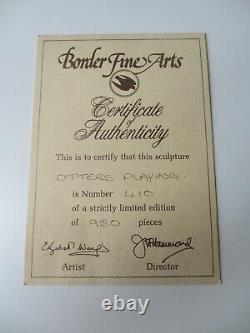 Border Fine Arts
Certificate
of
Authenticity
This is to certify that this sculpture
OTTERS PLAYING.
is Number 410
of a strictly limited edition
of 950 pieces
Artist Director